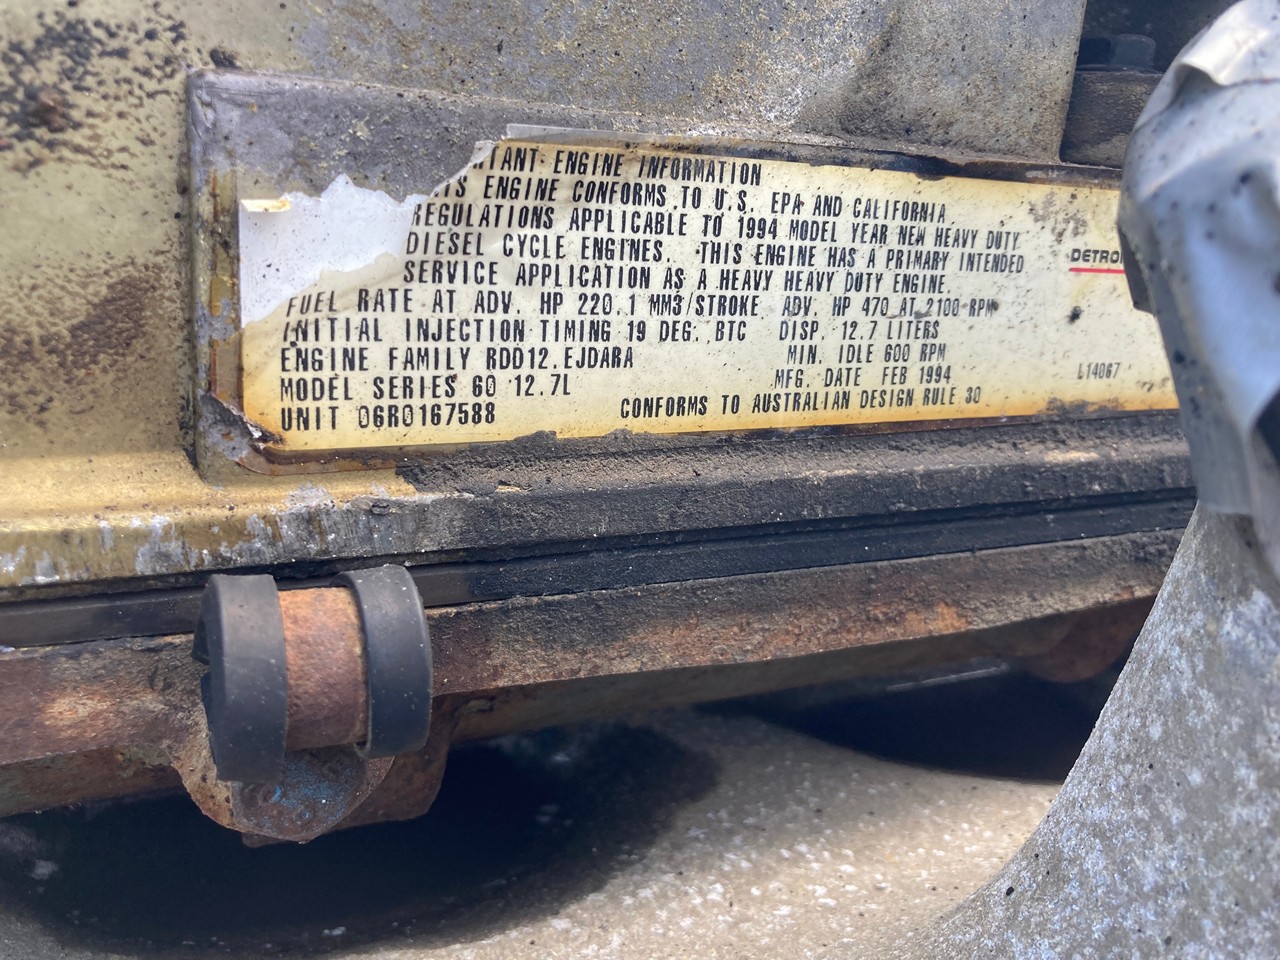 TANT ENGINE INFORMATION
IS ENGINE CONFORMS TO U.S. EPA AND CALIFORNIA
REGULATIONS APPLICABLE TO 1994 MODEL YEAR NEW HEAVY DUTY
DIESEL CYCLE ENGINES. THIS ENGINE HAS A PRIMARY INTENDED
SERVICE APPLICATION AS A HEAVY HEAVY DUTY ENGINE.
FUEL RATE AT ADV. HP 220.1 MM3/STROKE ADV. HP 470 AT 2100 RPM
INITIAL INJECTION TIMING 19 DEG. BTC DISP. 12.7 LITERS
ENGINE FAMILY RDD12.EJDARA MIN. IDLE 600 RPM
MODEL SERIES 60 12.7L MFG. DATE FEB 1994
UNIT 06R0167588 CONFORMS TO AUSTRALIAN DESIGN RULE 30
DETROI
L14067